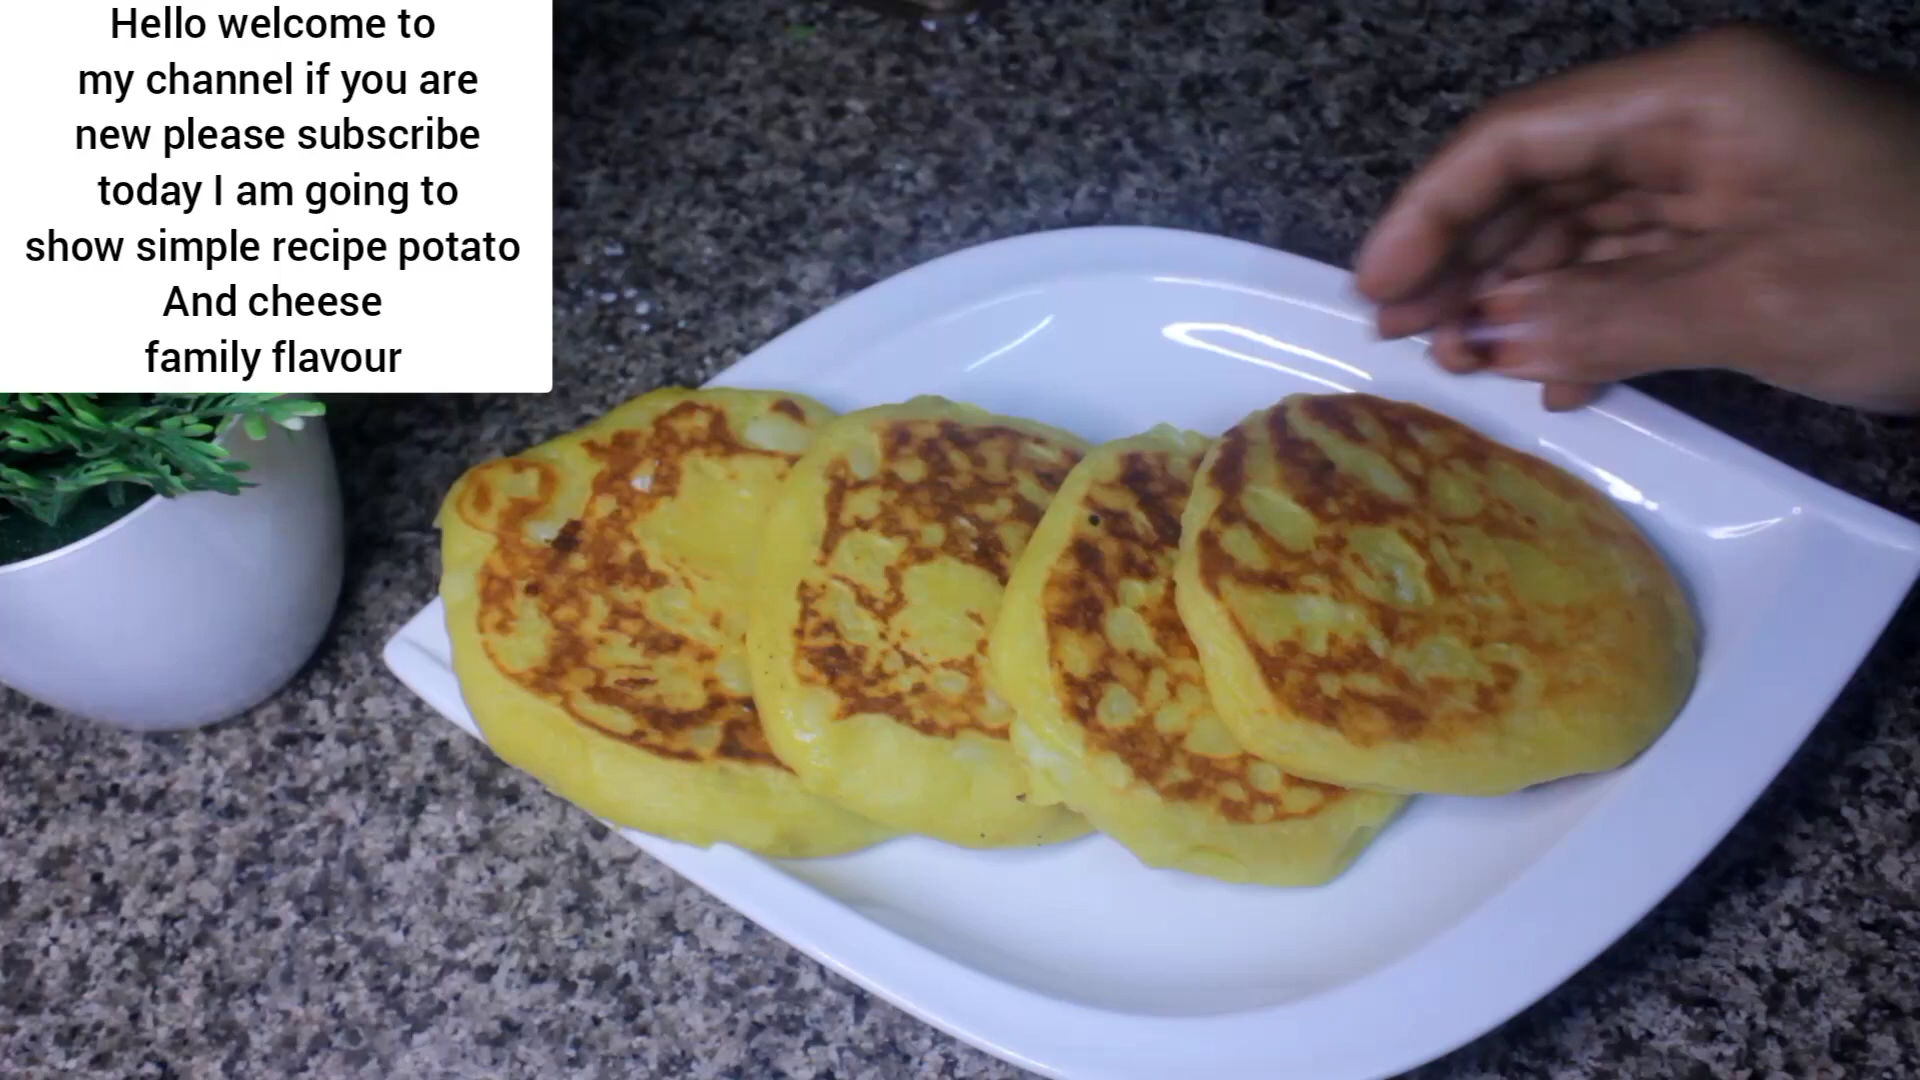 Hello welcome to
my channel if you are
new please subscribe
today I am going to
show simple recipe potato
And cheese
family flavour